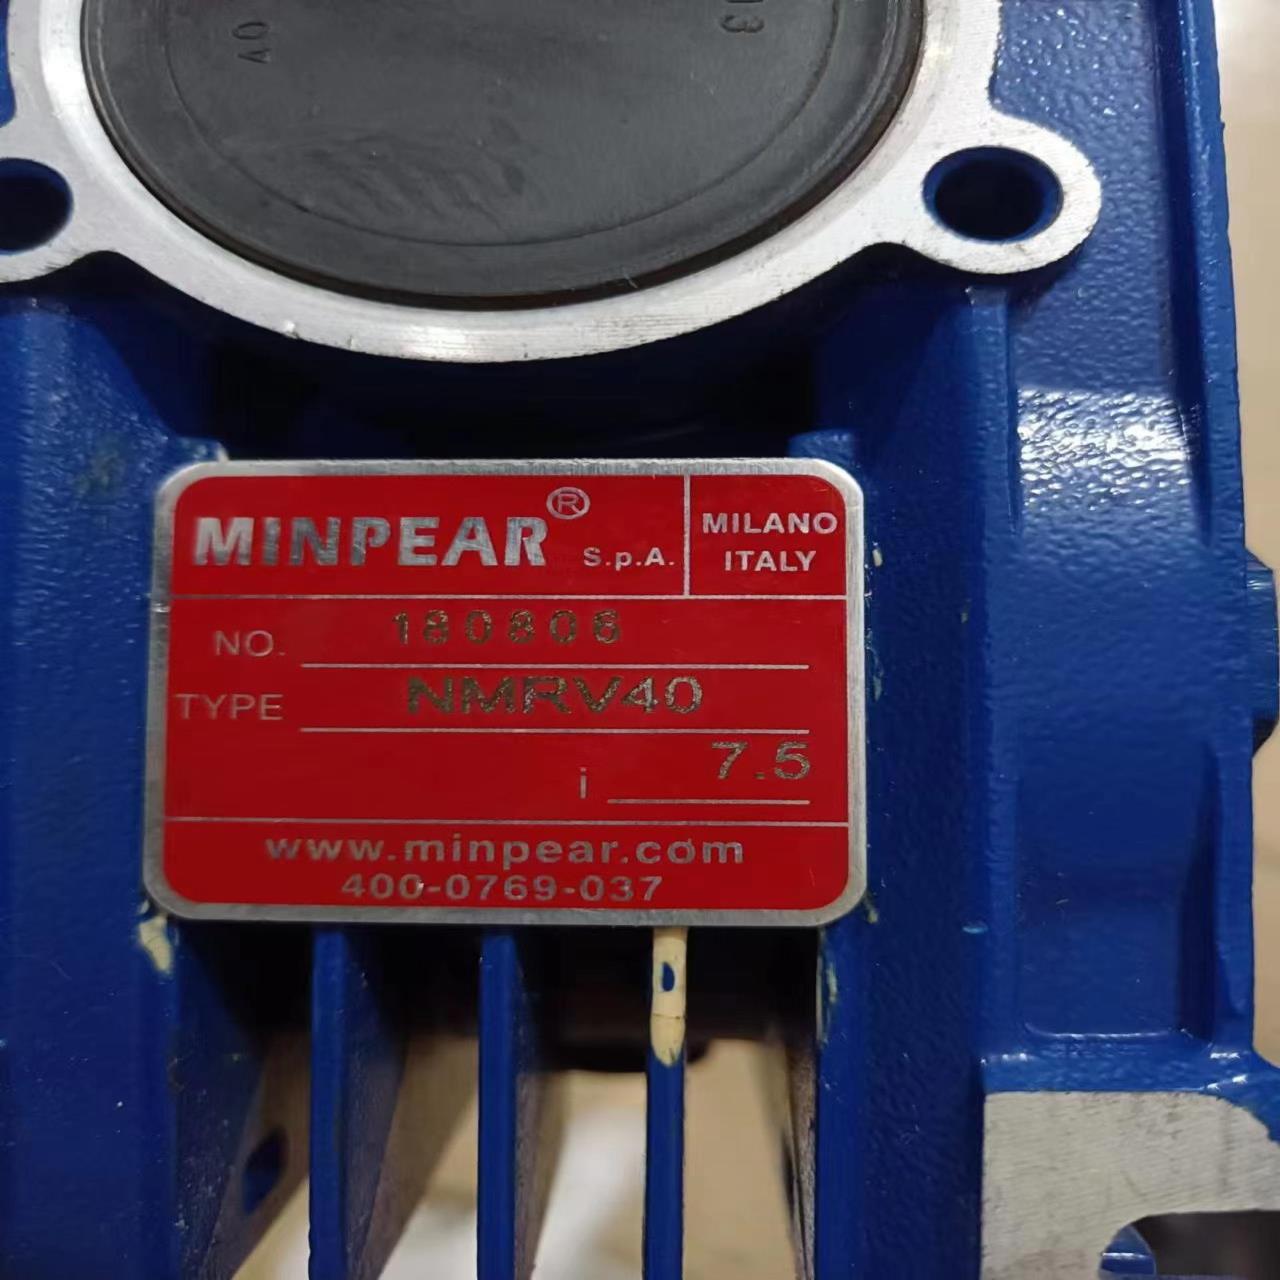 MINPEAR® S.p.A. MILANO ITALY
NO. 180806
TYPE NMRV40
i 7.5
www.minpear.com
400-0769-037